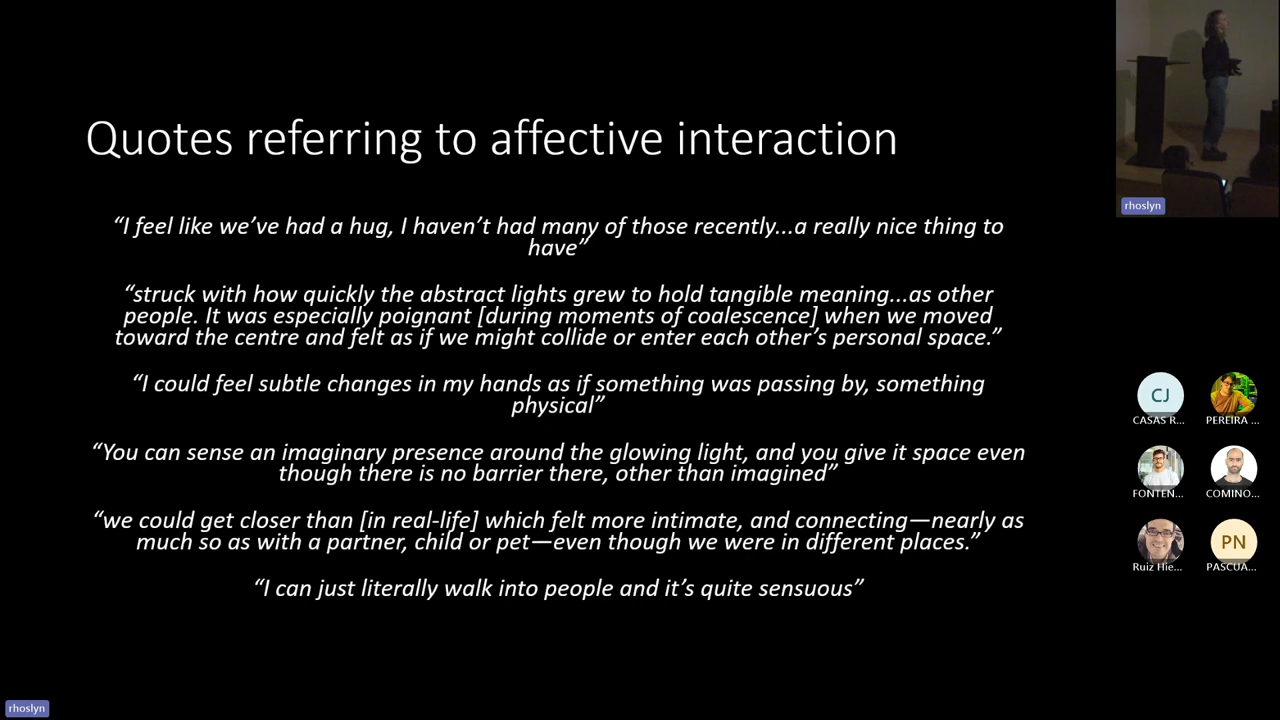 Quotes referring to affective interaction
“I feel like we’ve had a hug, I haven’t had many of those recently...a really nice thing to
have”
“struck with how quickly the abstract lights grew to hold tangible meaning...as other
people. It was especially poignant [during moments of coalescence] when we moved
toward the centre and felt as if we might collide or enter each other’s personal space.”
“I could feel subtle changes in my hands as if something was passing by, something
physical”
“You can sense an imaginary presence around the glowing light, and you give it space even
though there is no barrier there, other than imagined”
“we could get closer than [in real-life] which felt more intimate, and connecting—nearly as
much so as with a partner, child or pet—even though we were in different places.”
“I can just literally walk into people and it’s quite sensuous”
rhoslyn
CJ
CASAS R...
PEREIRA ...
FONTEN...
COMINO...
Ruiz Hie...
PN
PASCUA...
rhoslyn